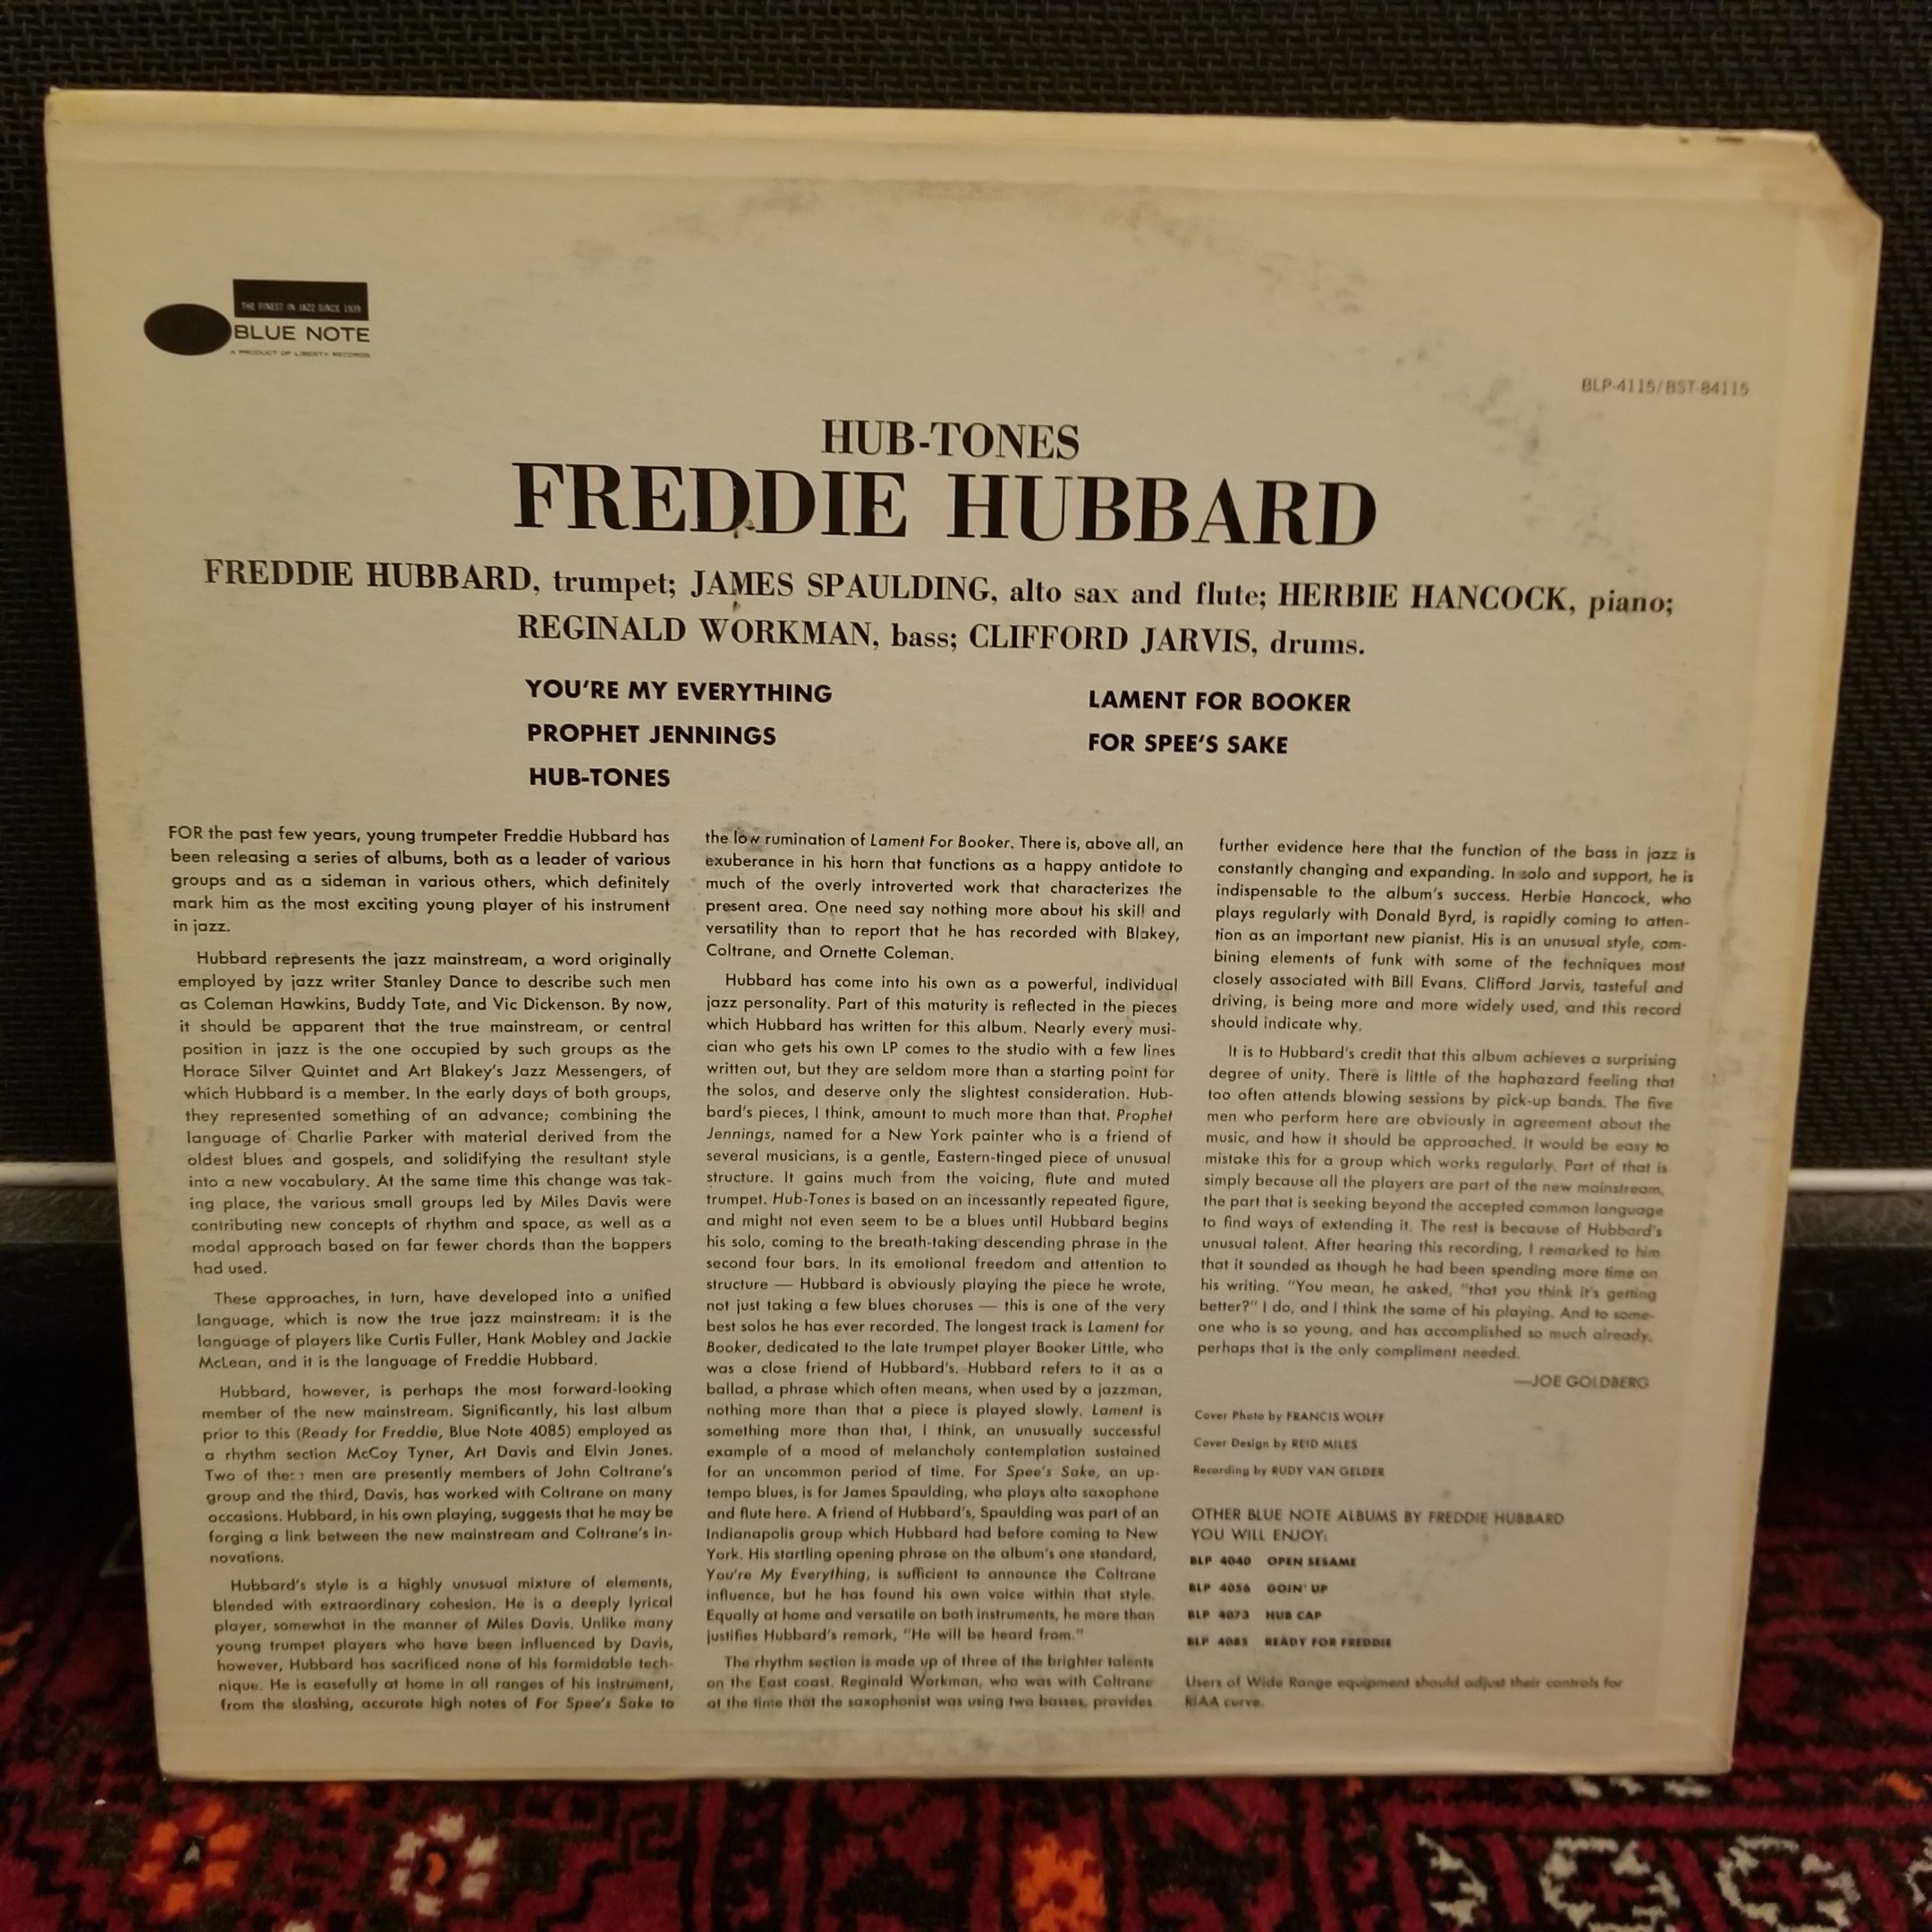 THE FINEST IN JAZZ SINCE 1939
BLUE NOTE
A PRODUCT OF LIBERTY RECORDS
BLP-4115/BST-84115
HUB-TONES
FREDDIE HUBBARD
FREDDIE HUBBARD, trumpet; JAMES SPAULDING, alto sax and flute; HERBIE HANCOCK, piano;
REGINALD WORKMAN, bass; CLIFFORD JARVIS, drums.
YOU'RE MY EVERYTHING
PROPHET JENNINGS
HUB-TONES
LAMENT FOR BOOKER
FOR SPEE'S SAKE
FOR the past few years, young trumpeter Freddie Hubbard has
been releasing a series of albums, both as a leader of various
groups and as a sideman in various others, which definitely
mark him as the most exciting young player of his instrument
in jazz.
Hubbard represents the jazz mainstream, a word originally
employed by jazz writer Stanley Dance to describe such men
as Coleman Hawkins, Buddy Tate, and Vic Dickenson. By now,
it should be apparent that the true mainstream, or central
position in jazz is the one occupied by such groups as the
Horace Silver Quintet and Art Blakey's Jazz Messengers, of
which Hubbard is a member. In the early days of both groups,
they represented something of an advance; combining the
language of Charlie Parker with material derived from the
oldest blues and gospels, and solidifying the resultant style
into a new vocabulary. At the same time this change was tak-
ing place, the various small groups led by Miles Davis were
contributing new concepts of rhythm and space, as well as a
modal approach based on far fewer chords than the boppers
had used.
These approaches, in turn, have developed into a unified
language, which is now the true jazz mainstream: it is the
language of players like Curtis Fuller, Hank Mobley and Jackie
McLean, and it is the language of Freddie Hubbard.
Hubbard, however, is perhaps the most forward-looking
member of the new mainstream. Significantly, his last album
prior to this (Ready for Freddie, Blue Note 4085) employed as
a rhythm section McCoy Tyner, Art Davis and Elvin Jones.
Two of men are presently members of John Coltrane's
group and the third, Davis, has worked with Coltrane on many
occasions. Hubbard, in his own playing, suggests that he may be
forging a link between the new mainstream and Coltrane's in-
novations.
Hubbard's style is a highly unusual mixture of elements,
blended with extraordinary cohesion. He is a deeply lyrical
player, somewhat in the manner of Miles Davis. Unlike many
young trumpet players who have been influenced by Davis,
however, Hubbard has sacrificed none of his formidable tech-
nique. He is easefully at home in all ranges of his instrument,
from the slashing, accurate high notes of For Spee's Sake to
the low rumination of Lament For Booker. There is, above all, an
exuberance in his horn that functions as a happy antidote to
much of the overly introverted work that characterizes the
present area. One need say nothing more about his skill and
versatility than to report that he has recorded with Blakey,
Coltrane, and Ornette Coleman.
Hubbard has come into his own as a powerful, individual
jazz personality. Part of this maturity is reflected in the pieces
which Hubbard has written for this album. Nearly every musi-
cian who gets his own LP comes to the studio with a few lines
written out, but they are seldom more than a starting point for
the solos, and deserve only the slightest consideration. Hub-
bard's pieces, I think, amount to much more than that. Prophet
Jennings, named for a New York painter who is a friend of
several musicians, is a gentle, Eastern-tinged piece of unusual
structure. It gains much from the voicing, flute and muted
trumpet. Hub-Tones is based on an incessantly repeated figure,
and might not even seem to be a blues until Hubbard begins
his solo, coming to the breath-taking descending phrase in the
second four bars. In its emotional freedom and attention to
structure — Hubbard is obviously playing the piece he wrote,
not just taking a few blues choruses — this is one of the very
best solos he has ever recorded. The longest track is Lament for
Booker, dedicated to the late trumpet player Booker Little, who
was a close friend of Hubbard's. Hubbard refers to it as a
ballad, a phrase which often means, when used by a jazzman,
nothing more than that a piece is played slowly. Lament is
something more than that, I think, an unusually successful
example of a mood of melancholy contemplation sustained
for an uncommon period of time. For Spee's Sake, an up-
tempo blues, is for James Spaulding, who plays alto saxophone
and flute here. A friend of Hubbard's, Spaulding was part of an
Indianapolis group which Hubbard had before coming to New
York. His startling opening phrase on the album's one standard,
You're My Everything, is sufficient to announce the Coltrane
influence, but he has found his own voice within that style.
Equally at home and versatile on both instruments, he more than
justifies Hubbard's remark, "He will be heard from."
The rhythm section is made up of three of the brighter talents
on the East coast. Reginald Workman, who was with Coltrane
at the time that the saxophonist was using two basses, provides
further evidence here that the function of the bass in jazz is
constantly changing and expanding. In solo and support, he is
indispensable to the album's success. Herbie Hancock, who
plays regularly with Donald Byrd, is rapidly coming to atten-
tion as an important new pianist. His is an unusual style, com-
bining elements of funk with some of the techniques most
closely associated with Bill Evans. Clifford Jarvis, tasteful and
driving, is being more and more widely used, and this record
should indicate why.
It is to Hubbard's credit that this album achieves a surprising
degree of unity. There is little of the haphazard feeling that
too often attends blowing sessions by pick-up bands. The five
men who perform here are obviously in agreement about the
music, and how it should be approached. It would be easy to
mistake this for a group which works regularly. Part of that is
simply because all the players are part of the new mainstream,
the part that is seeking beyond the accepted common language
to find ways of extending it. The rest is because of Hubbard's
unusual talent. After hearing this recording, I remarked to him
that it sounded as though he had been spending more time on
his writing. "You mean, he asked, "that you think it's getting
better?" I do, and I think the same of his playing. And to some-
one who is so young, and has accomplished so much already,
perhaps that is the only compliment needed.
—JOE GOLDBERG
Cover Photo by FRANCIS WOLFF
Cover Design by REID MILES
Recording by RUDY VAN GELDER
OTHER BLUE NOTE ALBUMS BY FREDDIE HUBBARD
YOU WILL ENJOY:
BLP 4040 OPEN SESAME
BLP 4056 GOIN' UP
BLP 4073 HUB CAP
BLP 4085 READY FOR FREDDIE
Users of Wide Range equipment should adjust their controls for
RIAA curve.